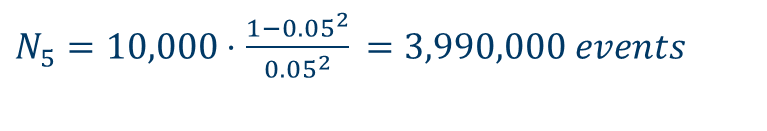 N₅ = 10,000 · (1−0.05²)/(0.05²) = 3,990,000 events